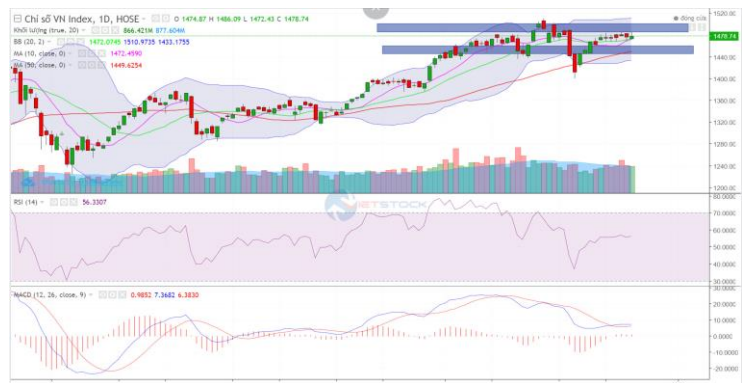 Chỉ số VN Index, 1D, HOSE O 1474.87 H 1486.09 L 1472.43 C 1478.74
Khối lượng (true, 20) 866.421M 877.604M
BB (20, 2) 1472.0745 1510.9735 1433.1755
MA (10, close, 0) 1472.4590
MA (50, close, 0) 1449.6254
đóng cửa
1520.00
1478.74
1440.00
1400.00
1360.00
1320.00
1280.00
1240.00
1200.00
VIETSTOCK
RSI (14) 56.3307
80.0000
70.0000
60.0000
50.0000
40.0000
30.0000
MACD (12, 26, close, 9) 0.9852 7.3682 6.3830
30.0000
20.0000
10.0000
0.0000
-10.0000
-20.0000